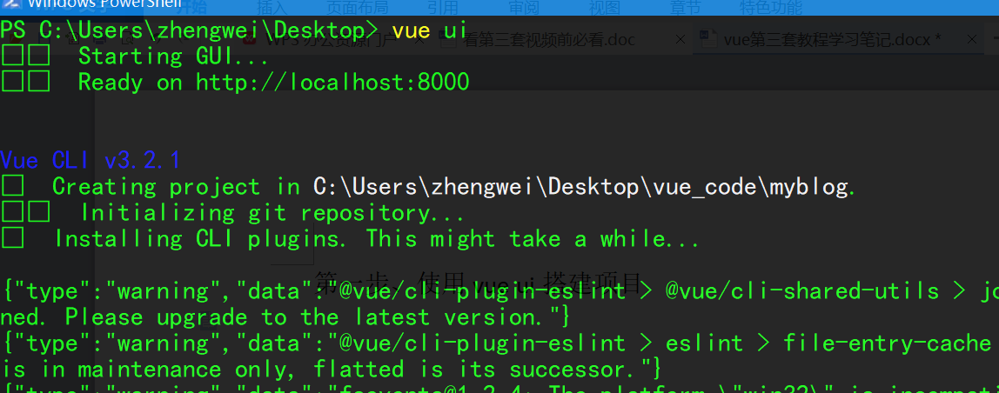 Windows PowerShell
开始 插入 页面布局 引用 审阅 视图 章节 特色功能
PS C:\Users\zhengwei\Desktop> vue ui
看第三套视频前必看.doc
vue第三套教程学习笔记.docx *
Starting GUI...
Ready on http://localhost:8000
Vue CLI v3.2.1
Creating project in C:\Users\zhengwei\Desktop\vue_code\myblog.
Initializing git repository...
Installing CLI plugins. This might take a while...
第一步、使用 vue ui 搭建项目
{"type":"warning","data":"@vue/cli-plugin-eslint > @vue/cli-shared-utils > jo
ned. Please upgrade to the latest version."}
{"type":"warning","data":"@vue/cli-plugin-eslint > eslint > file-entry-cache
is in maintenance only, flatted is its successor."}
{"type":"warning","data":"fsevents@1.2.4: The platform \"win32\" is incompat